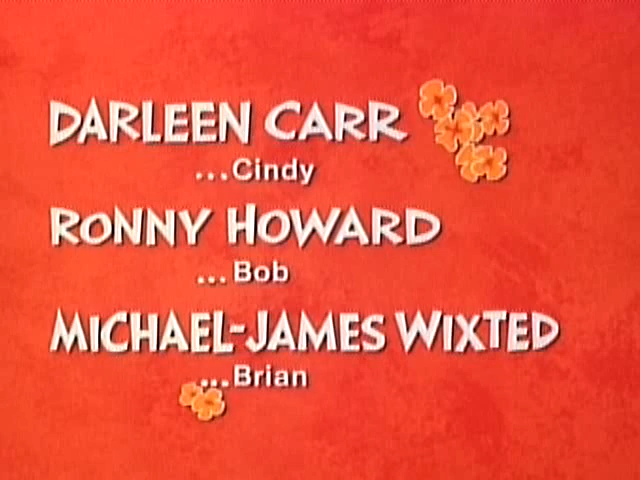 DARLEEN CARR
...Cindy
RONNY HOWARD
...Bob
MICHAEL-JAMES WIXTED
...Brian